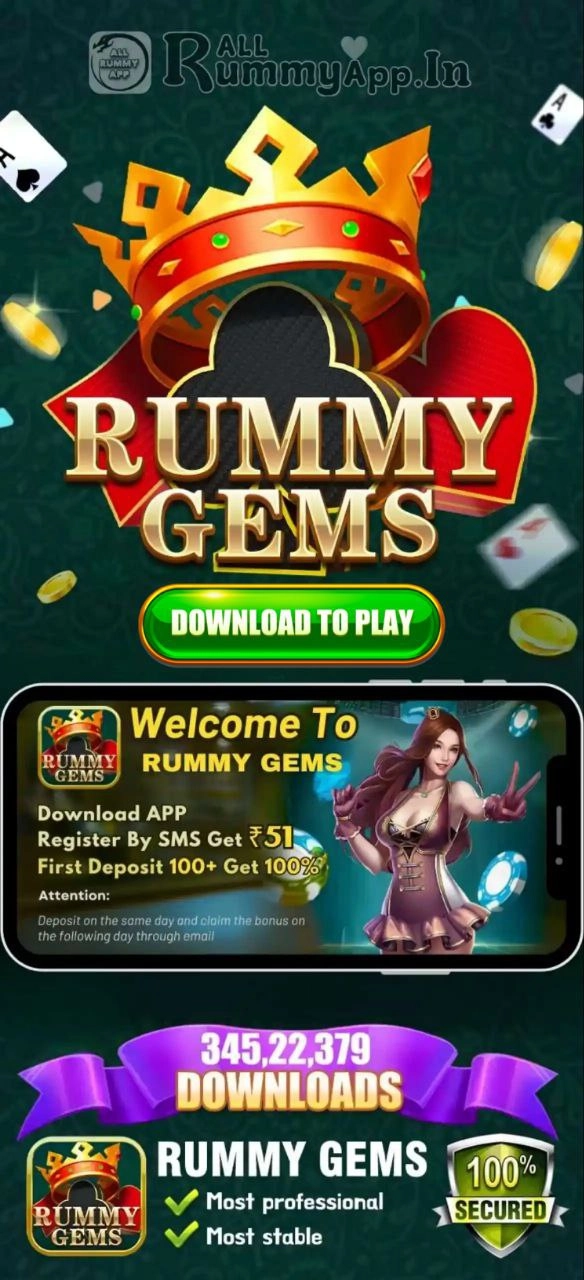 ALL
RUMMY
APP
ALL
RummyApp.In
A
A
RUMMY
GEMS
DOWNLOAD TO PLAY
RUMMY
GEMS
Welcome To
RUMMY GEMS
Download APP
Register By SMS Get ₹51
First Deposit 100+ Get 100%
Attention:
Deposit on the same day and claim the bonus on
the following day through email
345,22,379
DOWNLOADS
RUMMY
GEMS
RUMMY GEMS
Most professional
Most stable
100%
SECURED